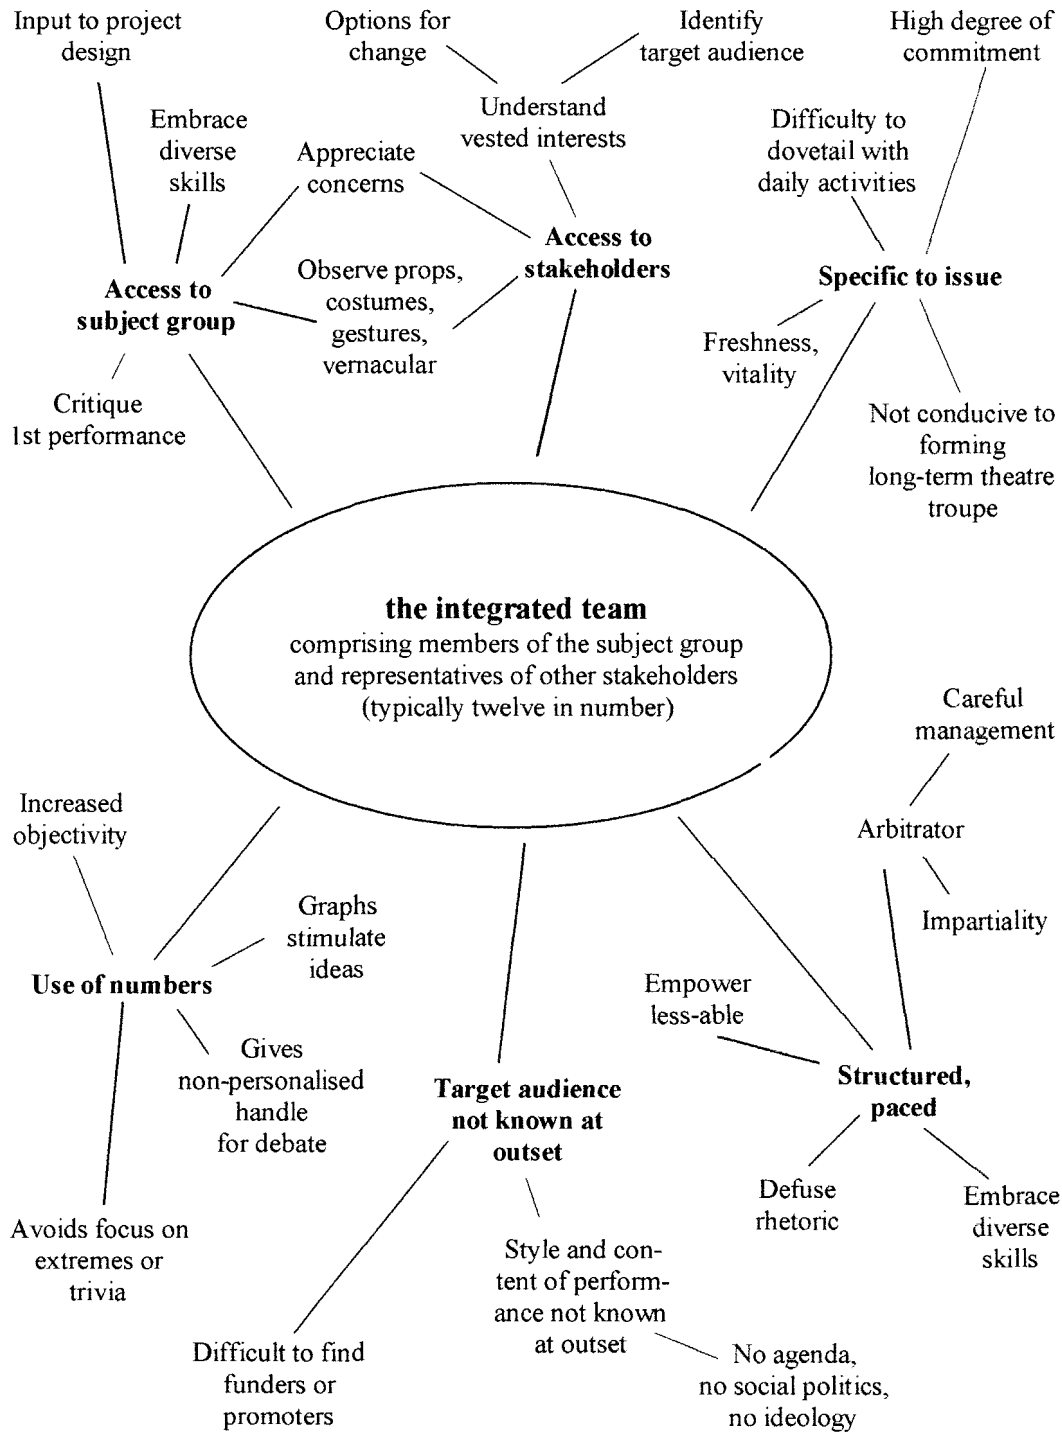 Input to project
design
Options for
change
Identify
target audience
High degree of
commitment
Embrace
diverse
skills
Appreciate
concerns
Understand
vested interests
Difficulty to
dovetail with
daily activities
Access to
stakeholders
Specific to issue
Access to
subject group
Observe props,
costumes,
gestures,
vernacular
Freshness,
vitality
Critique
1st performance
Not conducive to
forming
long-term theatre
troupe
the integrated team
comprising members of the subject group
and representatives of other stakeholders
(typically twelve in number)
Careful
management
Arbitrator
Impartiality
Increased
objectivity
Graphs
stimulate
ideas
Use of numbers
Gives
non-personalised
handle
for debate
Avoids focus on
extremes or
trivia
Target audience
not known at
outset
Empower
less-able
Structured,
paced
Defuse
rhetoric
Embrace
diverse
skills
Style and con-
tent of perform-
ance not known
at outset
Difficult to find
funders or
promoters
No agenda,
no social politics,
no ideology